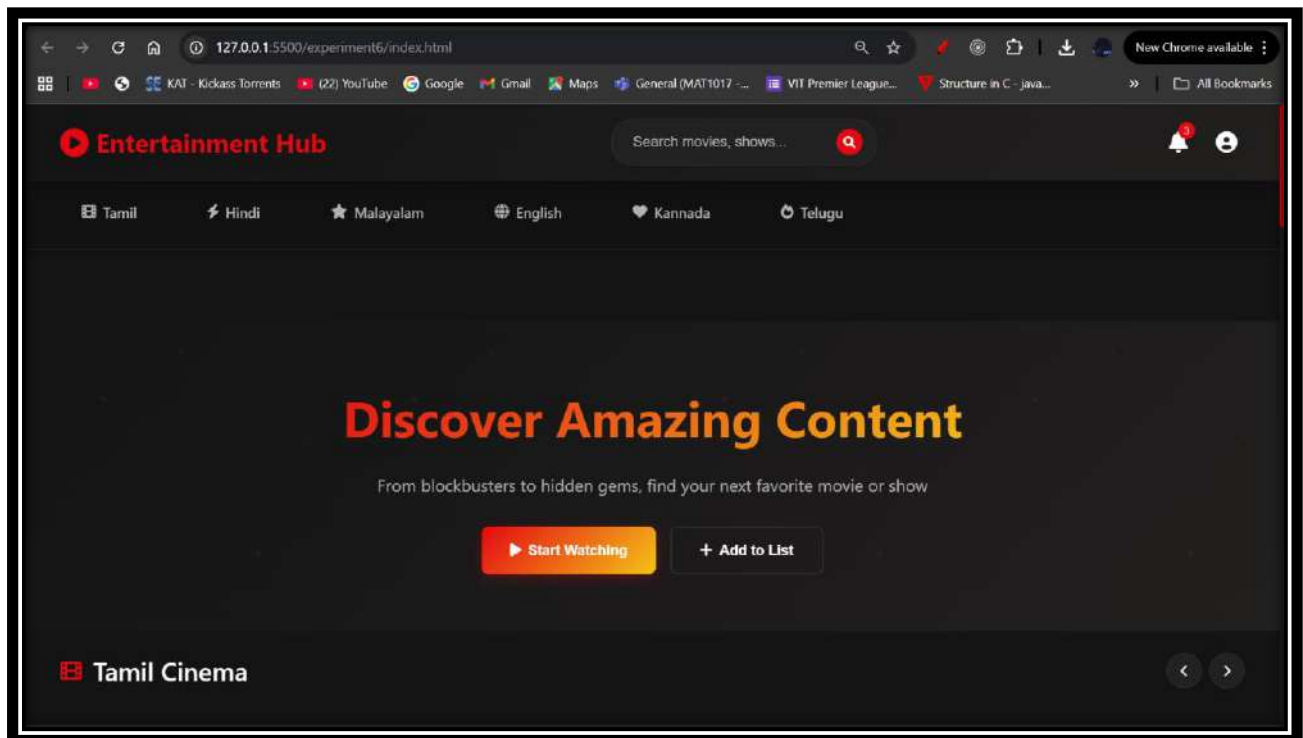 127.0.0.1:5500/experiment6/index.html New Chrome available
KAT - Kickass Torrents (22) YouTube Google Gmail Maps General (MAT1017 -... VIT Premier League... Structure in C - java... » All Bookmarks
Entertainment Hub Search movies, shows... 3
Tamil Hindi Malayalam English Kannada Telugu
Discover Amazing Content
From blockbusters to hidden gems, find your next favorite movie or show
Start Watching + Add to List
Tamil Cinema